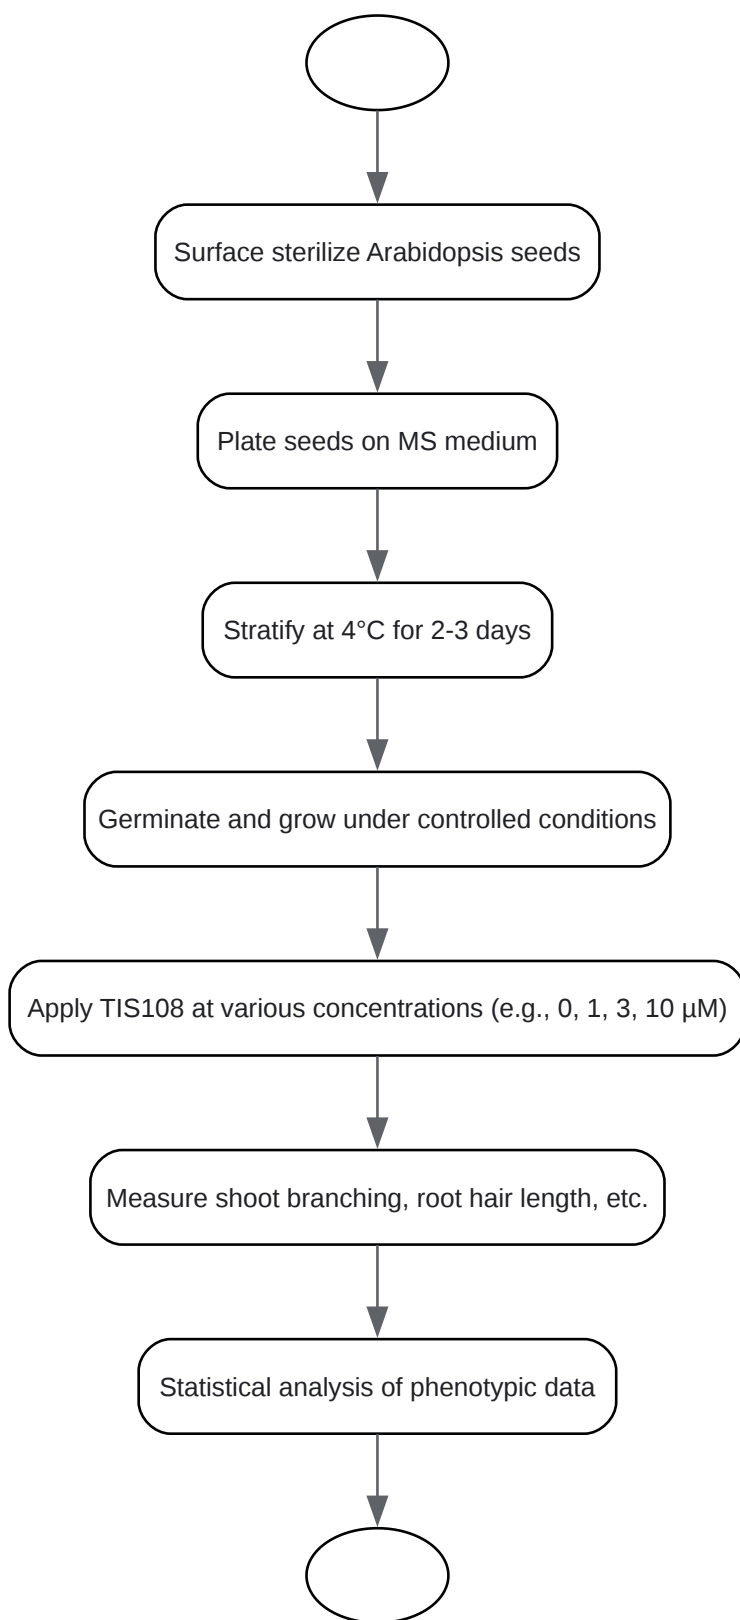 Surface sterilize Arabidopsis seeds
Plate seeds on MS medium
Stratify at 4°C for 2-3 days
Germinate and grow under controlled conditions
Apply TIS108 at various concentrations (e.g., 0, 1, 3, 10 µM)
Measure shoot branching, root hair length, etc.
Statistical analysis of phenotypic data